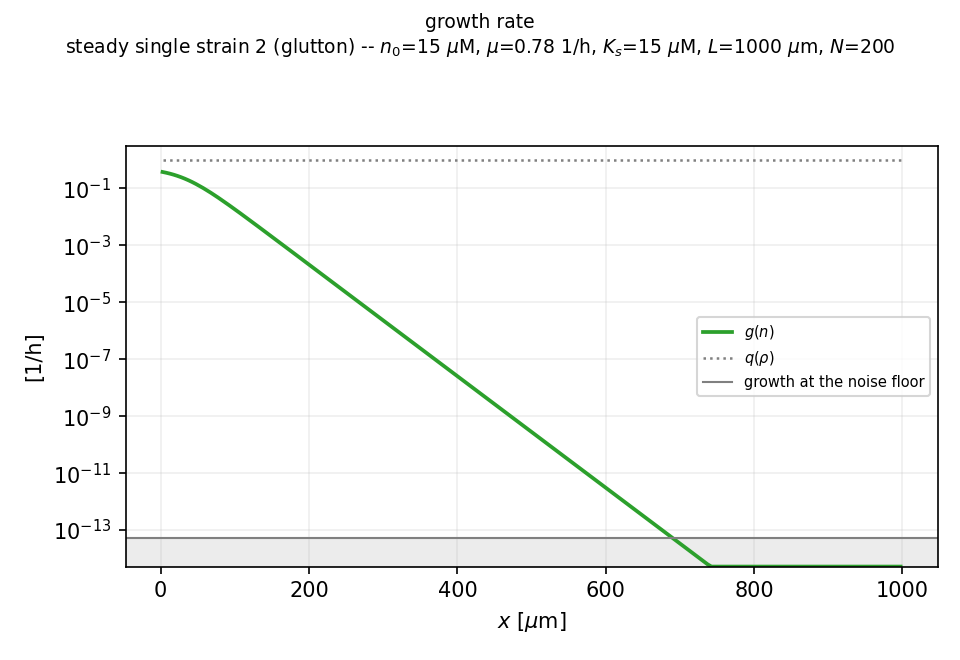 growth rate
steady single strain 2 (glutton) -- n₀=15 μM, μ=0.78 1/h, Kₛ=15 μM, L=1000 μm, N=200
10⁻¹
10⁻³
10⁻⁵
10⁻⁷
10⁻⁹
10⁻¹¹
10⁻¹³
[1/h]
g(n)
q(ρ)
growth at the noise floor
0 200 400 600 800 1000
x [μm]